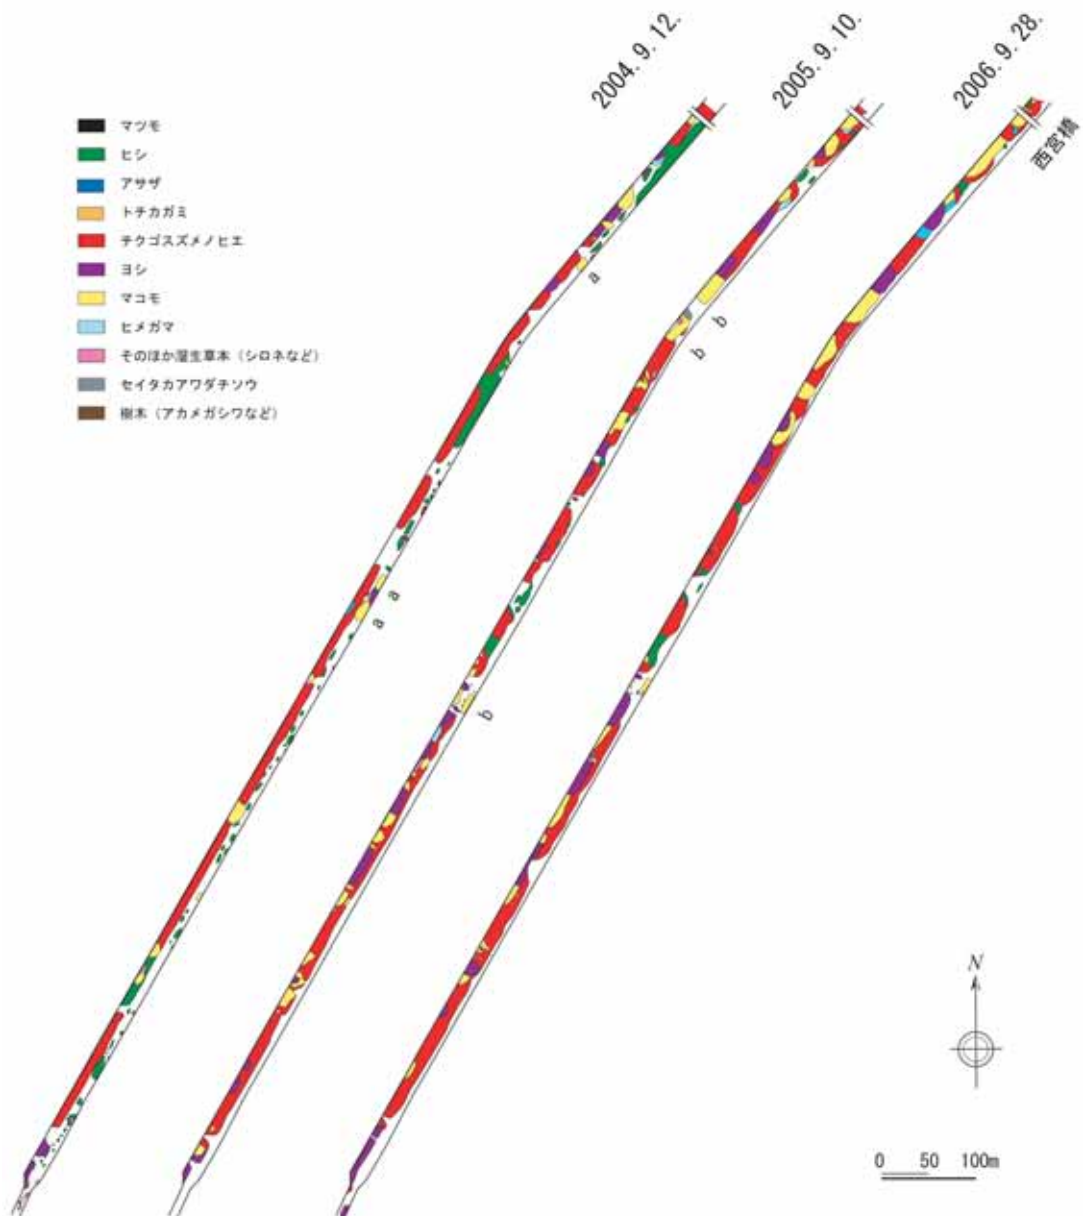 2004. 9. 12.
2005. 9. 10.
2006. 9. 28.
西宮橋
マツモ
ヒシ
アサザ
トチカガミ
チクゴスズメノヒエ
ヨシ
マコモ
ヒメガマ
そのほか湿生草本（シロネなど）
セイタカアワダチソウ
樹木（アカメガシワなど）
a
b
b
a
a
b
N
0 50 100m